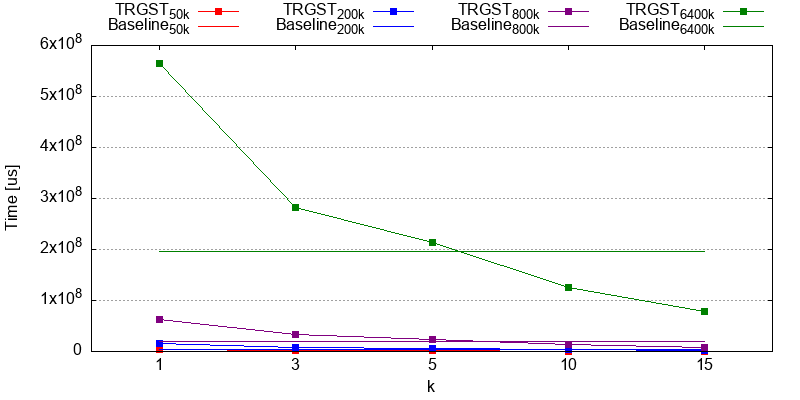 TRGST50k TRGST200k TRGST800k TRGST6400k
Baseline50k Baseline200k Baseline800k Baseline6400k
6x10^8
5x10^8
4x10^8
3x10^8
2x10^8
1x10^8
0
Time [us]
1 3 5 10 15
k